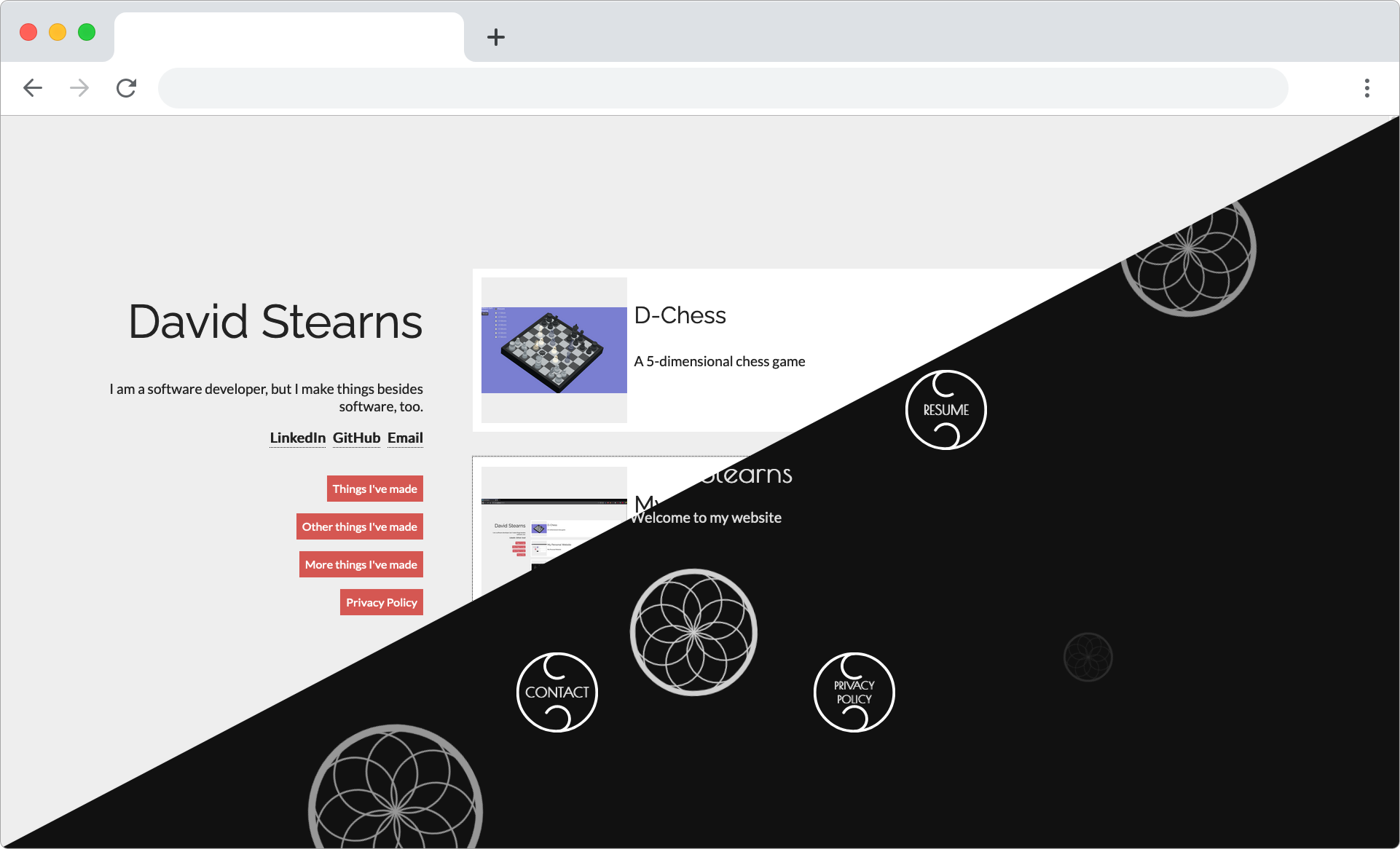 David Stearns
I am a software developer, but I make things besides
software, too.
LinkedIn GitHub Email
Things I've made
Other things I've made
More things I've made
Privacy Policy
D-Chess
A 5-dimensional chess game
My
David Stearns
Stearns
Welcome to my website
RESUME
CONTACT
PRIVACY
POLICY